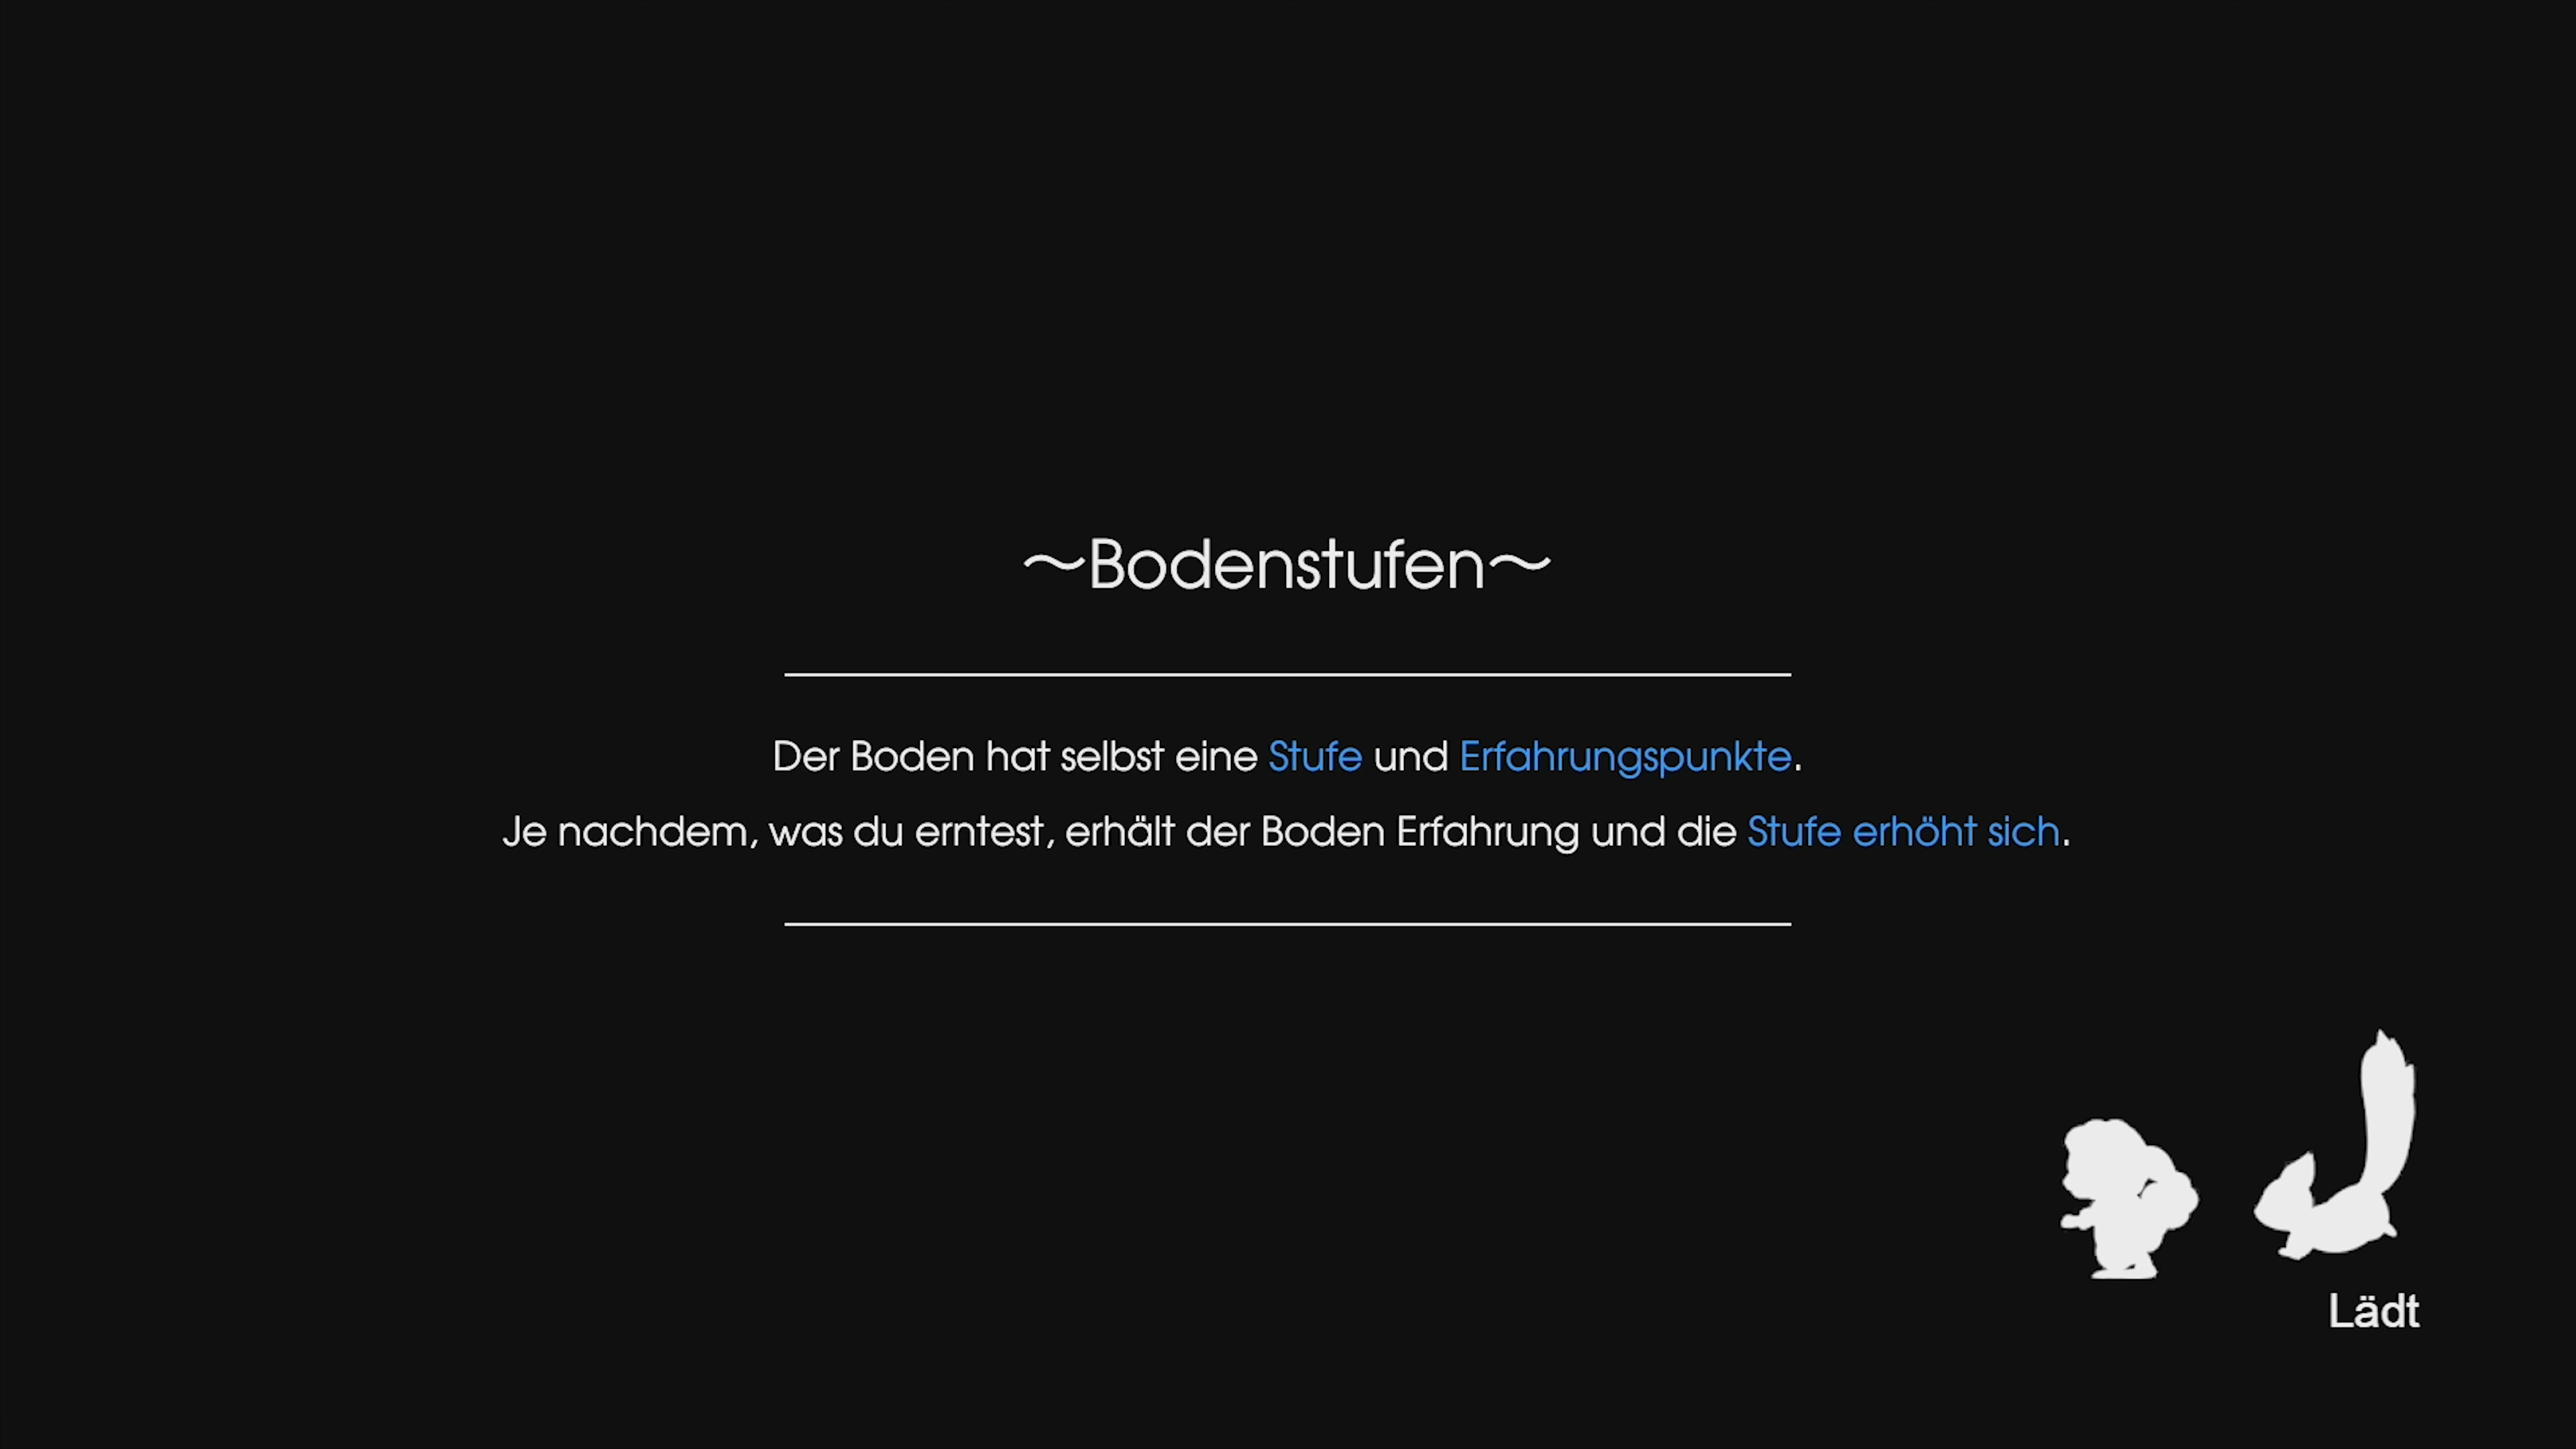 ～Bodenstufen～
Der Boden hat selbst eine Stufe und Erfahrungspunkte.
Je nachdem, was du erntest, erhält der Boden Erfahrung und die Stufe erhöht sich.
Lädt